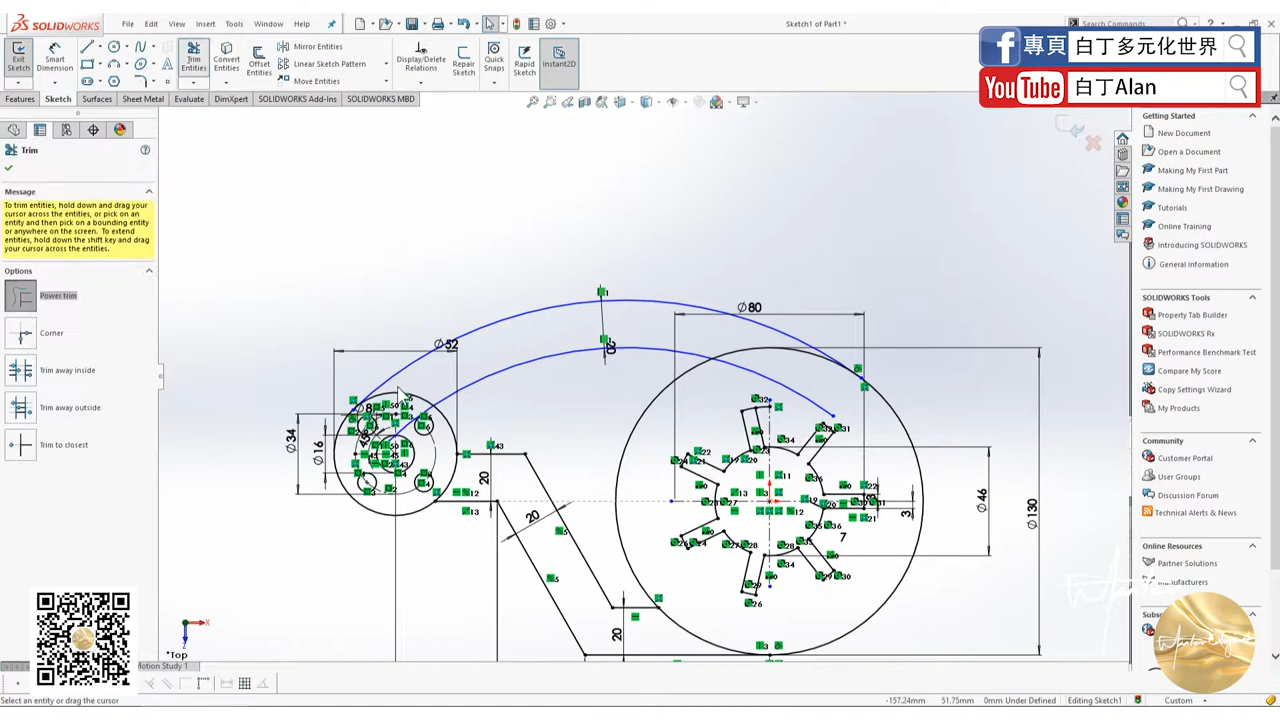 SOLIDWORKS
File
Edit
View
Insert
Tools
Window
Help
Sketch1 of Part1 *
Search Commands
Exit Sketch
Smart Dimension
Trim Entities
Convert Entities
Offset Entities
Mirror Entities
Linear Sketch Pattern
Move Entities
Display/Delete Relations
Repair Sketch
Quick Snaps
Rapid Sketch
Instant2D
f 專頁 白丁多元化世界
YouTube 白丁Alan
Features
Sketch
Surfaces
Sheet Metal
Evaluate
DimXpert
SOLIDWORKS Add-Ins
SOLIDWORKS MBD
Trim
Message
To trim entities, hold down and drag your
cursor across the entities, or pick on an
entity and then pick on a bounding entity
or anywhere on the screen. To extend
entities, hold down the shift key and drag
your cursor across the entities.
Options
Power trim
Corner
Trim away inside
Trim away outside
Trim to closest
Ø80
Ø52
20
Ø34
Ø16
20
20
20
3
Ø46
Ø130
7
*Top
Motion Study 1
Getting Started
New Document
Open a Document
Making My First Part
Making My First Drawing
Tutorials
Online Training
Introducing SOLIDWORKS
General Information
SOLIDWORKS Tools
Property Tab Builder
SOLIDWORKS Rx
Performance Benchmark Test
Compare My Score
Copy Settings Wizard
My Products
Community
Customer Portal
User Groups
Discussion Forum
Technical Alerts & News
Online Resources
Partner Solutions
Manufacturers
Select an entity or drag the cursor
-157.24mm
51.75mm
0mm Under Defined
Editing Sketch1
Custom